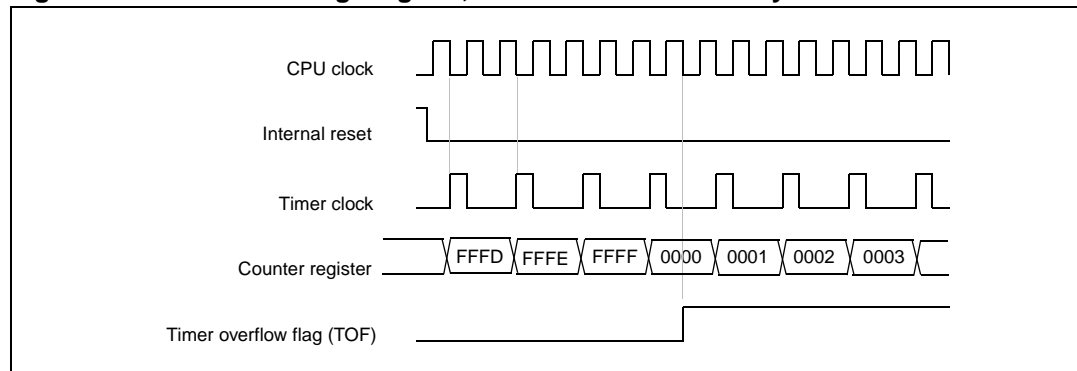 CPU clock
Internal reset
Timer clock
Counter register
FFFD FFFE FFFF 0000 0001 0002 0003
Timer overflow flag (TOF)